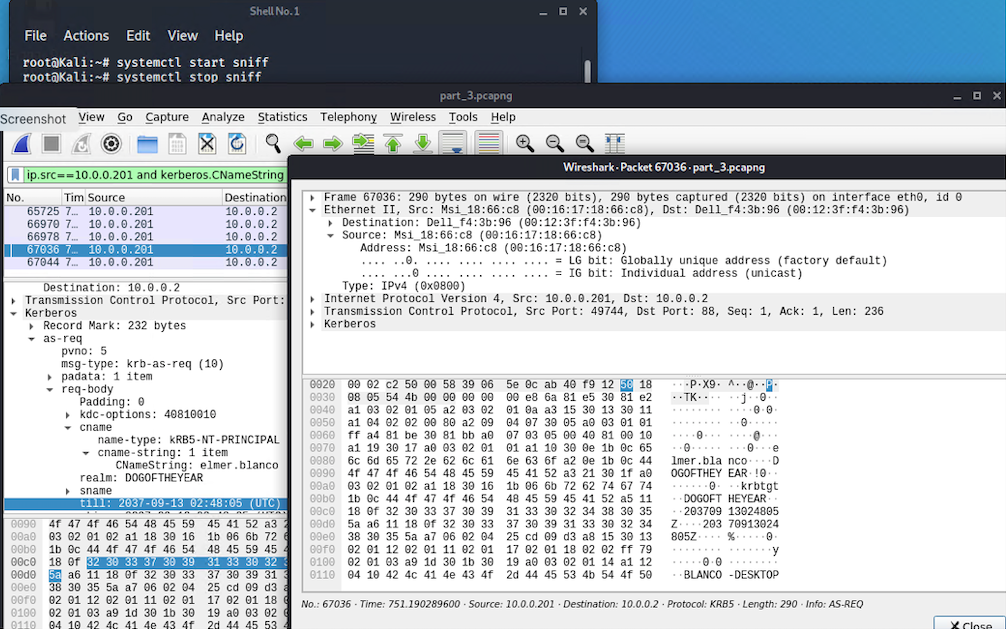 Shell No. 1
File Actions Edit View Help
root@Kali:~# systemctl start sniff
root@Kali:~# systemctl stop sniff
part_3.pcapng
Screenshot View Go Capture Analyze Statistics Telephony Wireless Tools Help
ip.src==10.0.0.201 and kerberos.CNameString
No. Tim Source Destination
65725 7… 10.0.0.201 10.0.0.2
66970 7… 10.0.0.201 10.0.0.2
66978 7… 10.0.0.201 10.0.0.2
67036 7… 10.0.0.201 10.0.0.2
67044 7… 10.0.0.201 10.0.0.2
Destination: 10.0.0.2
Transmission Control Protocol, Src Port:
Kerberos
Record Mark: 232 bytes
as-req
pvno: 5
msg-type: krb-as-req (10)
padata: 1 item
req-body
Padding: 0
kdc-options: 40810010
cname
name-type: kRB5-NT-PRINCIPAL
cname-string: 1 item
CNameString: elmer.blanco
realm: DOGOFTHEYEAR
sname
till: 2037-09-13 02:48:05 (UTC)
0090 4f 47 4f 46 54 48 45 59 45 41 52 a3 2
00a0 03 02 01 02 a1 18 30 16 1b 06 6b 72 6
00b0 1b 0c 44 4f 47 4f 46 54 48 45 59 45 4
00c0 18 0f 32 30 33 37 30 39 31 33 30 32 3
00d0 5a a6 11 18 0f 32 30 33 37 30 39 31 3
00e0 38 30 35 5a a7 06 02 04 25 cd 09 d3 a
00f0 02 01 12 02 01 11 02 01 17 02 01 18 0
0100 02 01 03 a9 1d 30 1b 30 19 a0 03 02 0
0110 04 10 42 4c 41 4e 43 4f 2d 44 45 53 4
Wireshark · Packet 67036 · part_3.pcapng
Frame 67036: 290 bytes on wire (2320 bits), 290 bytes captured (2320 bits) on interface eth0, id 0
Ethernet II, Src: Msi_18:66:c8 (00:16:17:18:66:c8), Dst: Dell_f4:3b:96 (00:12:3f:f4:3b:96)
Destination: Dell_f4:3b:96 (00:12:3f:f4:3b:96)
Source: Msi_18:66:c8 (00:16:17:18:66:c8)
Address: Msi_18:66:c8 (00:16:17:18:66:c8)
.... ..0. .... .... .... .... = LG bit: Globally unique address (factory default)
.... ...0 .... .... .... .... = IG bit: Individual address (unicast)
Type: IPv4 (0x0800)
Internet Protocol Version 4, Src: 10.0.0.201, Dst: 10.0.0.2
Transmission Control Protocol, Src Port: 49744, Dst Port: 88, Seq: 1, Ack: 1, Len: 236
Kerberos
0020 00 02 c2 50 00 58 39 06 5e 0c ab 40 f9 12 50 18 ···P·X9· ^··@··P·
0030 08 05 54 4b 00 00 00 00 00 e8 6a 81 e5 30 81 e2 ··TK···· ··j··0··
0040 a1 03 02 01 05 a2 03 02 01 0a a3 15 30 13 30 11 ········ ····0·0·
0050 a1 04 02 02 00 80 a2 09 04 07 30 05 a0 03 01 01 ········ ··0·····
0060 ff a4 81 be 30 81 bb a0 07 03 05 00 40 81 00 10 ····0··· ····@···
0070 a1 19 30 17 a0 03 02 01 01 a1 10 30 0e 1b 0c 65 ··0····· ···0···e
0080 6c 6d 65 72 2e 62 6c 61 6e 63 6f a2 0e 1b 0c 44 lmer.bla nco····D
0090 4f 47 4f 46 54 48 45 59 45 41 52 a3 21 30 1f a0 OGOFTHEY EAR·!0··
00a0 03 02 01 02 a1 18 30 16 1b 06 6b 72 62 74 67 74 ······0· ··krbtgt
00b0 1b 0c 44 4f 47 4f 46 54 48 45 59 45 41 52 a5 11 ··DOGOFT HEYEAR··
00c0 18 0f 32 30 33 37 30 39 31 33 30 32 34 38 30 35 ··203709 13024805
00d0 5a a6 11 18 0f 32 30 33 37 30 39 31 33 30 32 34 Z····203 70913024
00e0 38 30 35 5a a7 06 02 04 25 cd 09 d3 a8 15 30 13 805Z···· %·····0·
00f0 02 01 12 02 01 11 02 01 17 02 01 18 02 02 ff 79 ········ ·······y
0100 02 01 03 a9 1d 30 1b 30 19 a0 03 02 01 14 a1 12 ·····0·0 ········
0110 04 10 42 4c 41 4e 43 4f 2d 44 45 53 4b 54 4f 50 ··BLANCO -DESKTOP
No.: 67036 · Time: 751.190289600 · Source: 10.0.0.201 · Destination: 10.0.0.2 · Protocol: KRB5 · Length: 290 · Info: AS-REQ
Close